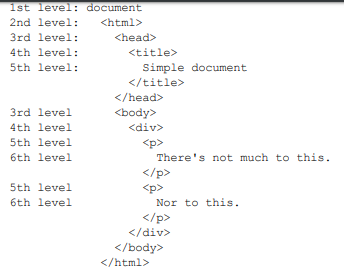 1st level: document
2nd level:   <html>
3rd level:     <head>
4th level:       <title>
5th level:         Simple document
                 </title>
               </head>
3rd level      <body>
4th level        <div>
5th level          <p>
6th level            There's not much to this.
                   </p>
5th level          <p>
6th level            Nor to this.
                   </p>
                 </div>
               </body>
             </html>